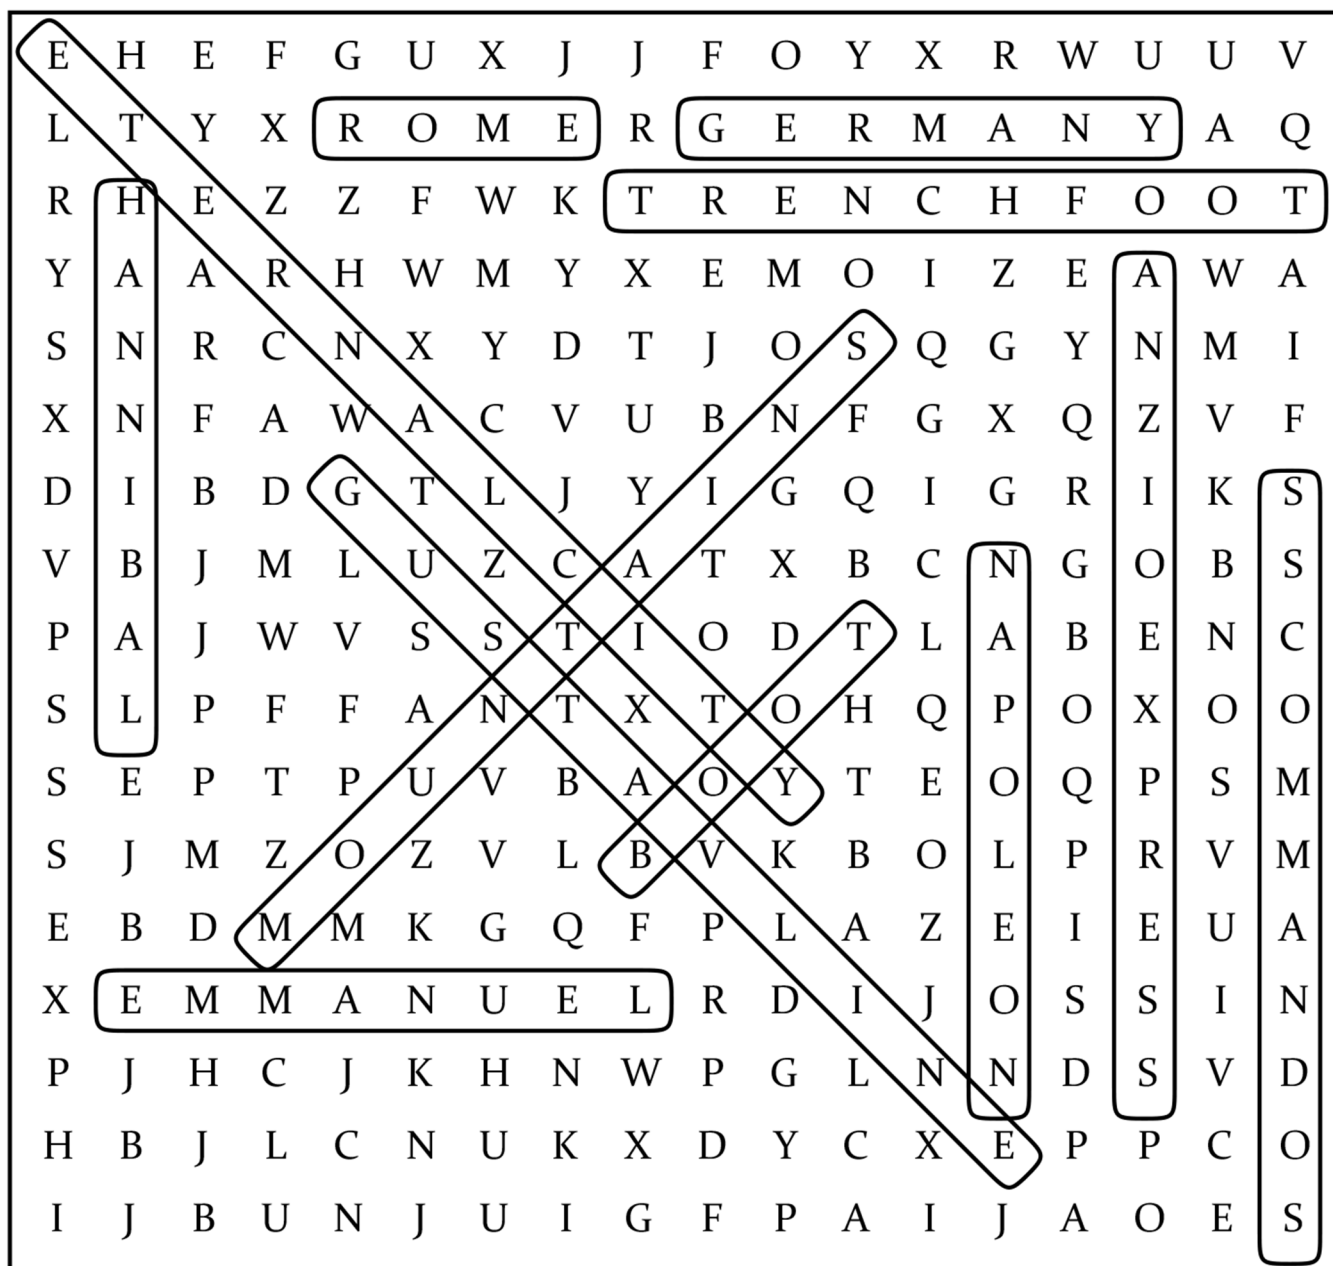 E H E F G U X J J F O Y X R W U U V
L T Y X R O M E R G E R M A N Y A Q
R H E Z Z F W K T R E N C H F O O T
Y A A R H W M Y X E M O I Z E A W A
S N R C N X Y D T J O S Q G Y N M I
X N F A W A C V U B N F G X Q Z V F
D I B D G T L J Y I G Q I G R I K S
V B J M L U Z C A T X B C N G O B S
P A J W V S S T I O D T L A B E N C
S L P F F A N T X T O H Q P O X O O
S E P T P U V B A O Y T E O Q P S M
S J M Z O Z V L B V K B O L P R V M
E B D M M K G Q F P L A Z E I E U A
X E M M A N U E L R D I J O S S I N
P J H C J K H N W P G L N N D S V D
H B J L C N U K X D Y C X E P P C O
I J B U N J U I G F P A I J A O E S